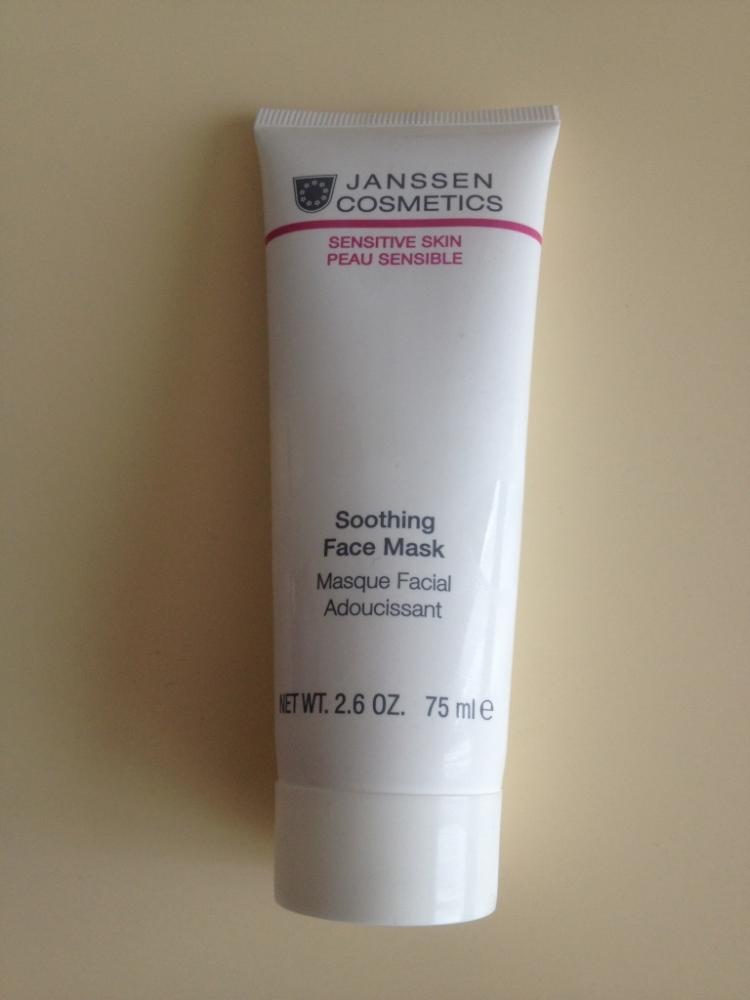 JANSSEN
COSMETICS
SENSITIVE SKIN
PEAU SENSIBLE
Soothing
Face Mask
Masque Facial
Adoucissant
NET WT. 2.6 OZ. 75 ml e